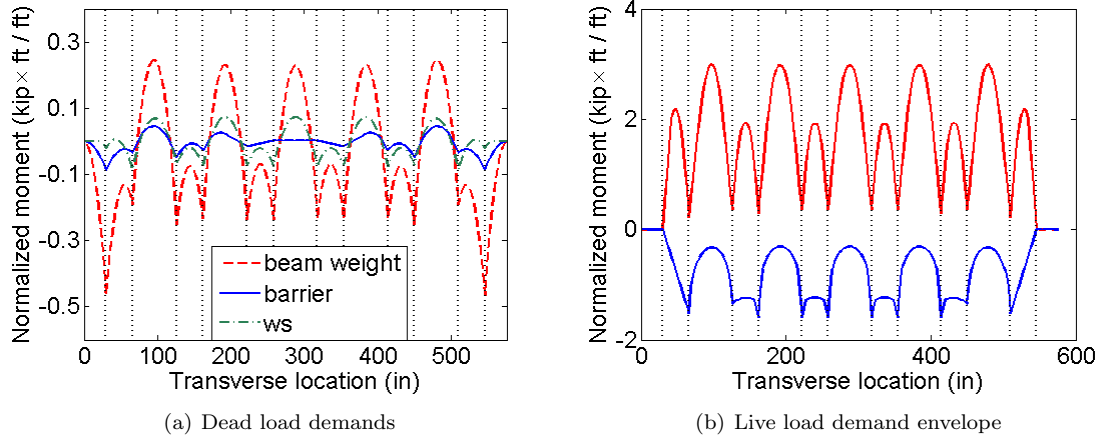 0.3
0.1
-0.1
-0.3
-0.5
Normalized moment (kip× ft / ft)
beam weight
barrier
ws
0 100 200 300 400 500
Transverse location (in)
(a) Dead load demands
4
2
0
-2
Normalized moment (kip× ft / ft)
0 200 400 600
Transverse location (in)
(b) Live load demand envelope